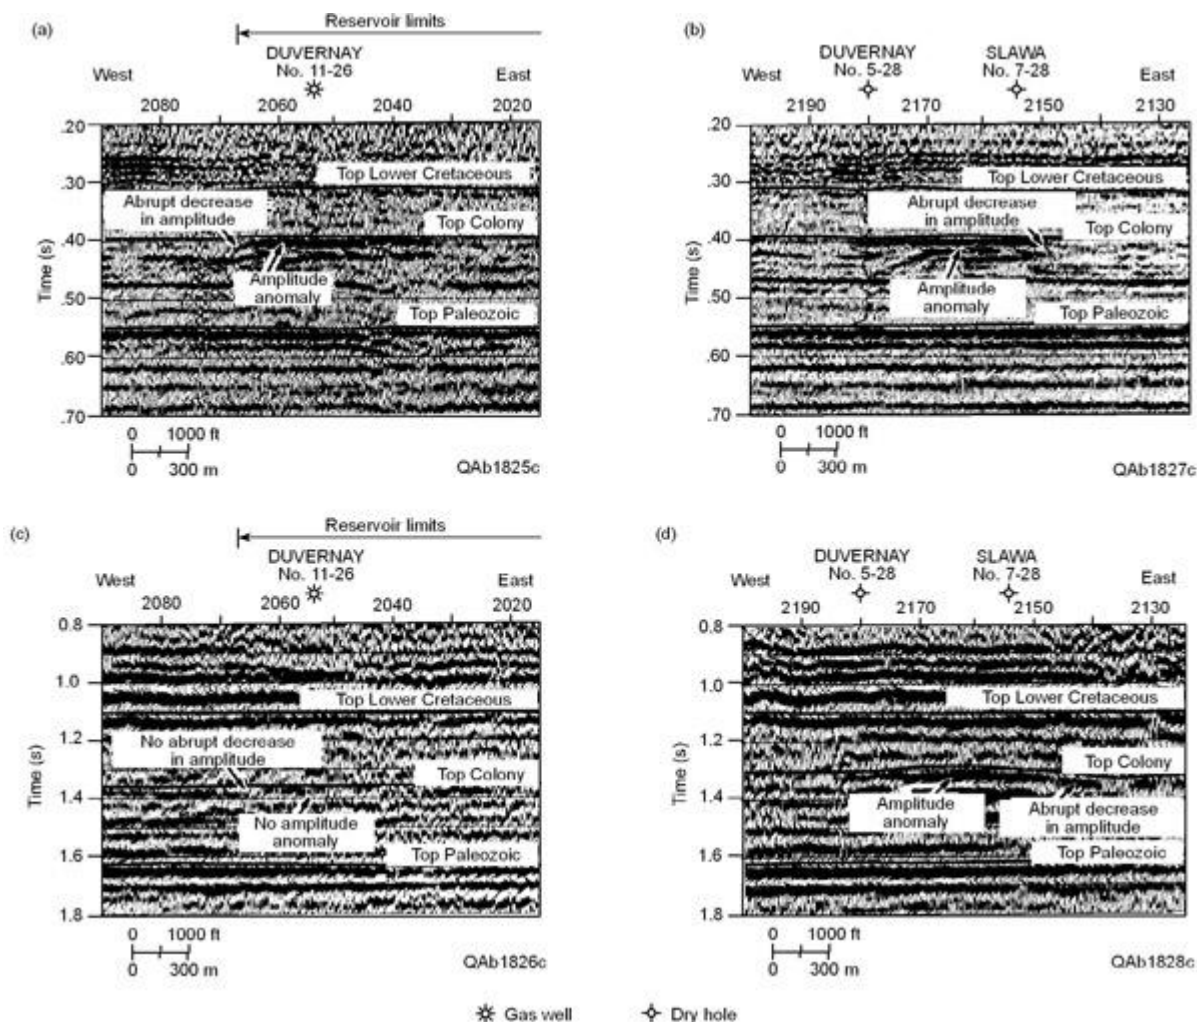 (a)
Reservoir limits
DUVERNAY
No. 11-26
West
East
2080 2060 2040 2020
.20
.30
.40
.50
.60
.70
Time (s)
Top Lower Cretaceous
Abrupt decrease
in amplitude
Top Colony
Amplitude
anomaly
Top Paleozoic
0 1000 ft
0 300 m
QAb1825c
(b)
DUVERNAY
No. 5-28
SLAWA
No. 7-28
West
East
2190 2170 2150 2130
.20
.30
.40
.50
.60
.70
Time (s)
Top Lower Cretaceous
Abrupt decrease
in amplitude
Top Colony
Amplitude
anomaly
Top Paleozoic
0 1000 ft
0 300 m
QAb1827c
(c)
Reservoir limits
DUVERNAY
No. 11-26
West
East
2080 2060 2040 2020
0.8
1.0
1.2
1.4
1.6
1.8
Time (s)
Top Lower Cretaceous
No abrupt decrease
in amplitude
Top Colony
No amplitude
anomaly
Top Paleozoic
0 1000 ft
0 300 m
QAb1826c
(d)
DUVERNAY
No. 5-28
SLAWA
No. 7-28
West
East
2190 2170 2150 2130
0.8
1.0
1.2
1.4
1.6
1.8
Time (s)
Top Lower Cretaceous
Top Colony
Amplitude
anomaly
Abrupt decrease
in amplitude
Top Paleozoic
0 1000 ft
0 300 m
QAb1828c
Gas well
Dry hole